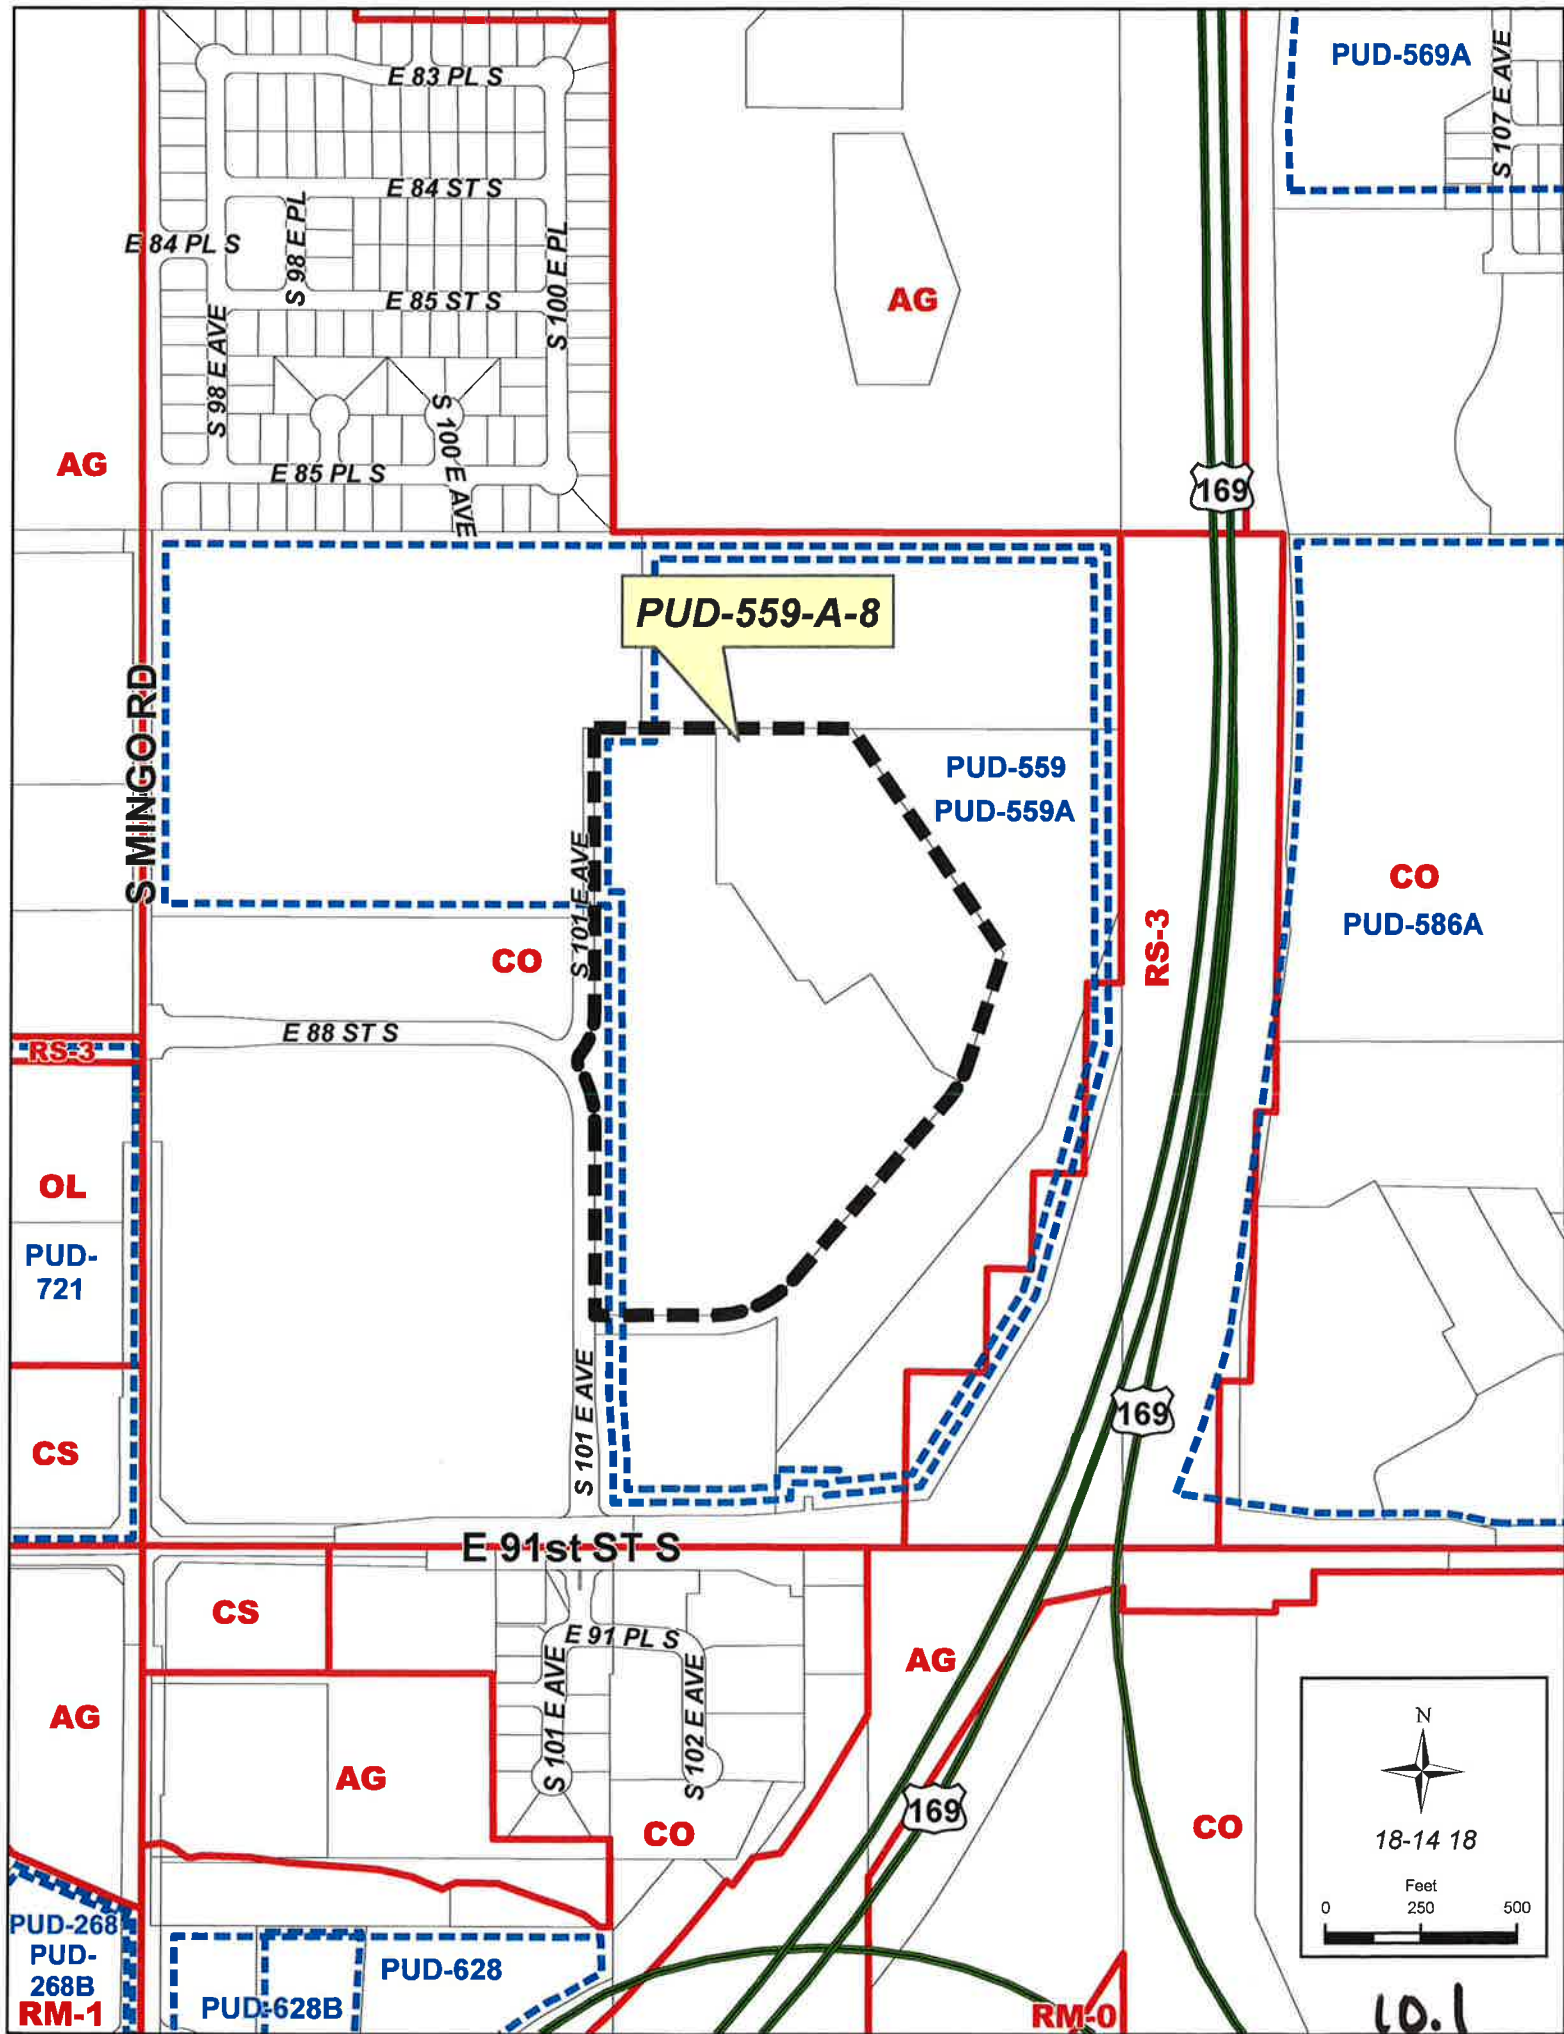 PUD-569A
S 107 E AVE
E 83 PL S
E 84 ST S
E 84 PL S
S 98 E PL
S 100 E PL
E 85 ST S
AG
S 98 E AVE
S 100 E AVE
AG
E 85 PL S
169
PUD-559-A-8
S MINGO RD
PUD-559
PUD-559A
S 101 E AVE
CO
PUD-586A
CO
RS-3
E 88 ST S
RS-3
OL
PUD-
721
S 101 E AVE
169
CS
E 91st ST S
CS
E 91 PL S
AG
S 101 E AVE
S 102 E AVE
AG
AG
169
CO
CO
N
18-14 18
Feet
0 250 500
PUD-268
PUD-
268B
RM-1
PUD-628
PUD-628B
RM-0
10.1